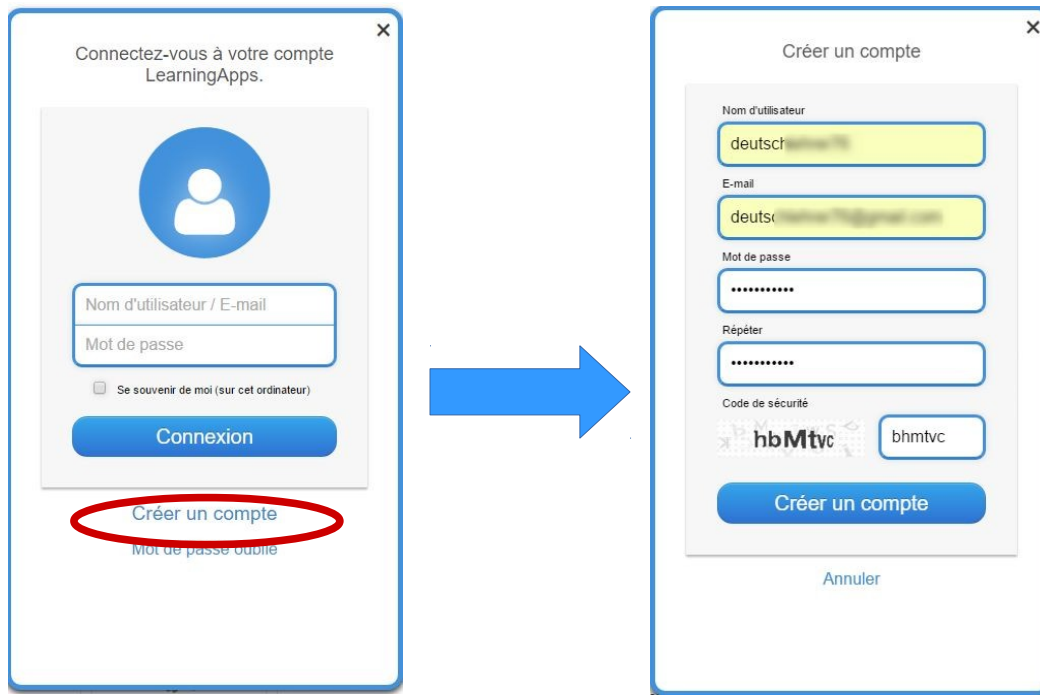 Connectez-vous à votre compte
LearningApps.
Nom d'utilisateur / E-mail
Mot de passe
Se souvenir de moi (sur cet ordinateur)
Connexion
Créer un compte
Mot de passe oublié
Créer un compte
Nom d'utilisateur
deutsch
E-mail
deutsc
Mot de passe
•••••••••••
Répéter
•••••••••••
Code de sécurité
hbMtvc
bhmtvc
Créer un compte
Annuler